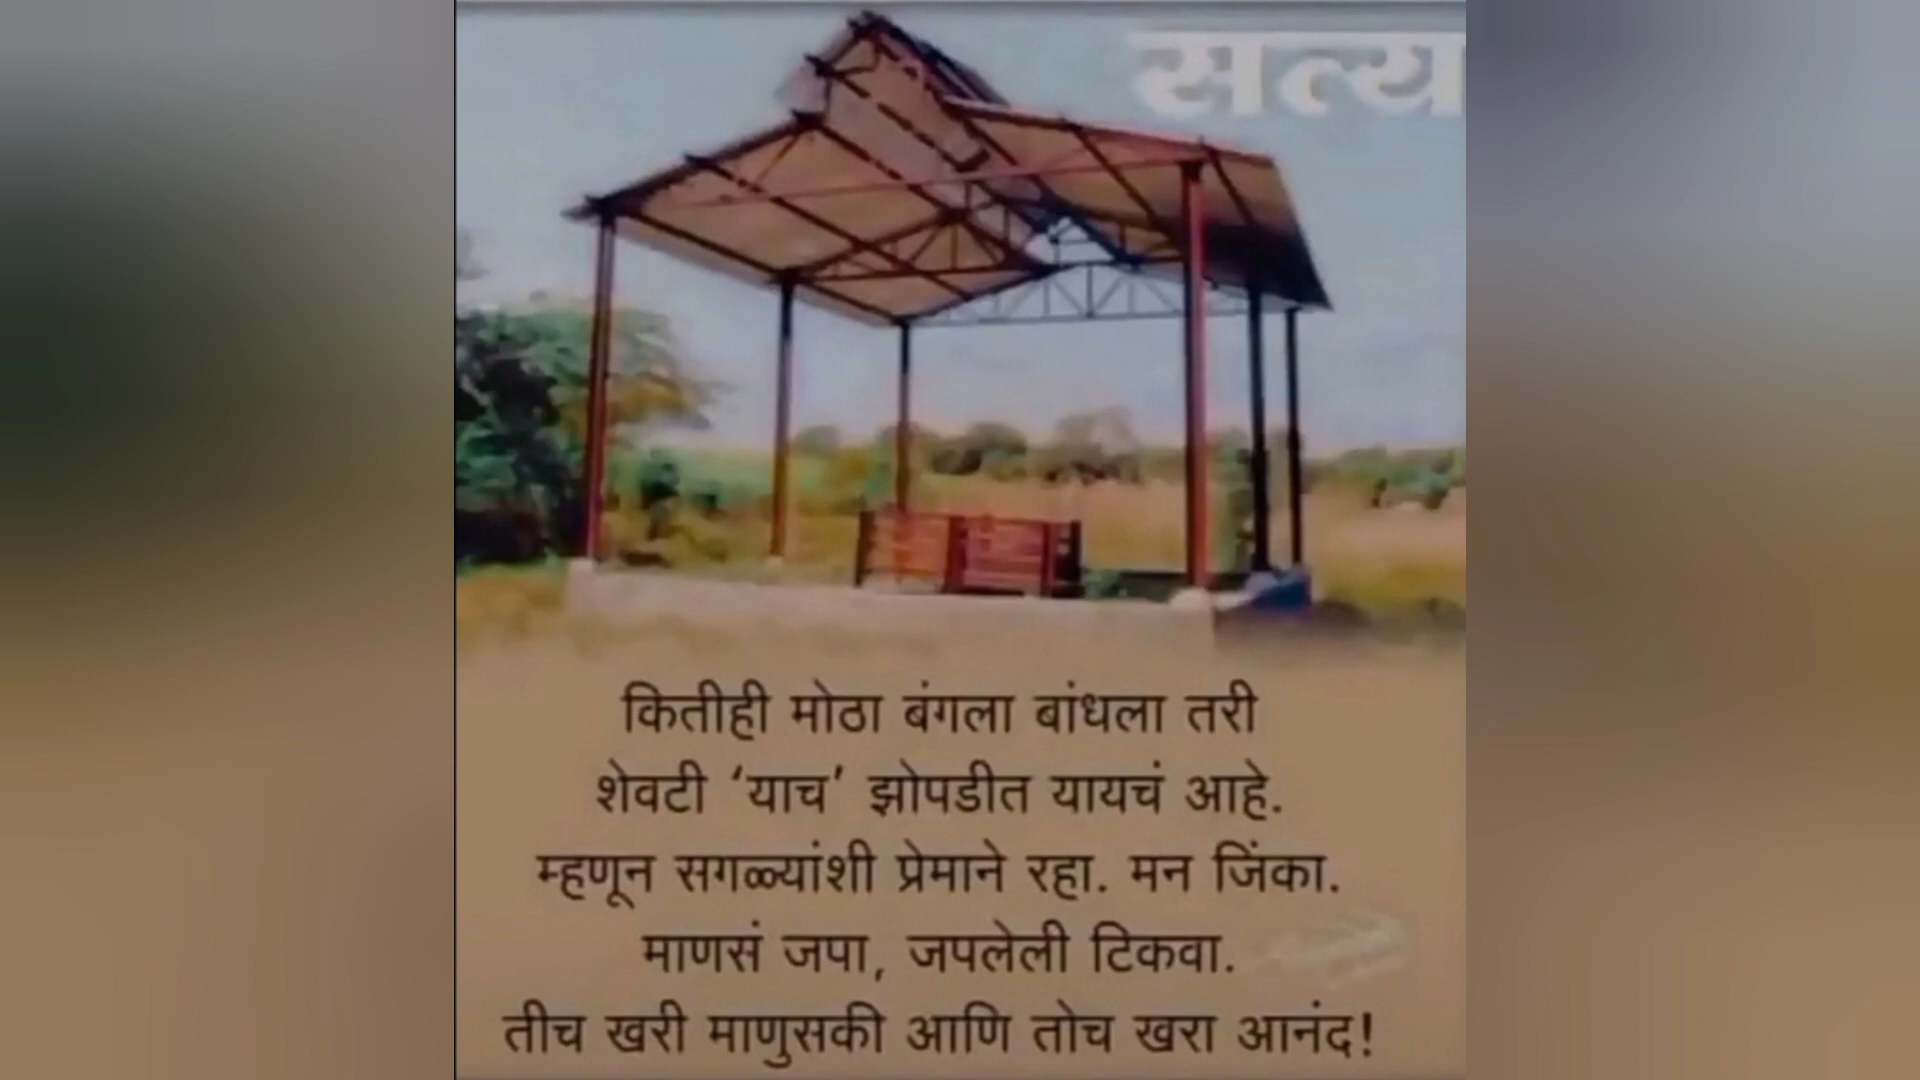 सत्य
कितीही मोठा बंगला बांधला तरी
शेवटी ‘याच’ झोपडीत यायचं आहे.
म्हणून सगळ्यांशी प्रेमाने रहा. मन जिंका.
माणसं जपा, जपलेली टिकवा.
तीच खरी माणुसकी आणि तोच खरा आनंद!